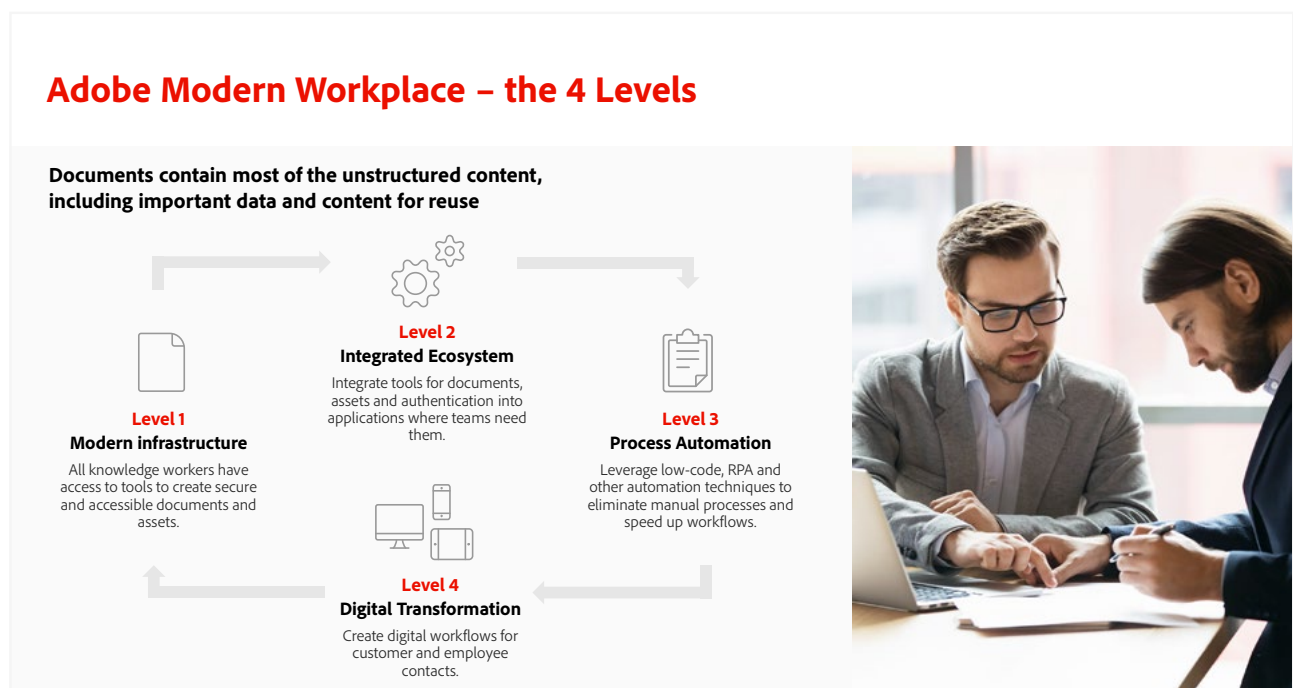 Adobe Modern Workplace – the 4 Levels
Documents contain most of the unstructured content,
including important data and content for reuse
Level 1
Modern infrastructure
All knowledge workers have
access to tools to create secure
and accessible documents and
assets.
Level 2
Integrated Ecosystem
Integrate tools for documents,
assets and authentication into
applications where teams need
them.
Level 3
Process Automation
Leverage low-code, RPA and
other automation techniques to
eliminate manual processes and
speed up workflows.
Level 4
Digital Transformation
Create digital workflows for
customer and employee
contacts.